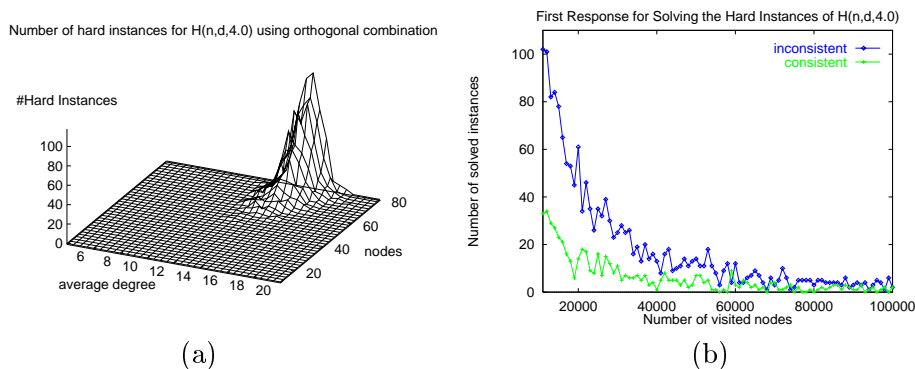 Number of hard instances for H(n,d,4.0) using orthogonal combination
#Hard Instances
100
80
60
40
20
0
6 8 10 12 14 16 18 20
average degree
20 40 60 80
nodes
(a)
First Response for Solving the Hard Instances of H(n,d,4.0)
inconsistent
consistent
Number of solved instances
100
80
60
40
20
0
20000 40000 60000 80000 100000
Number of visited nodes
(b)